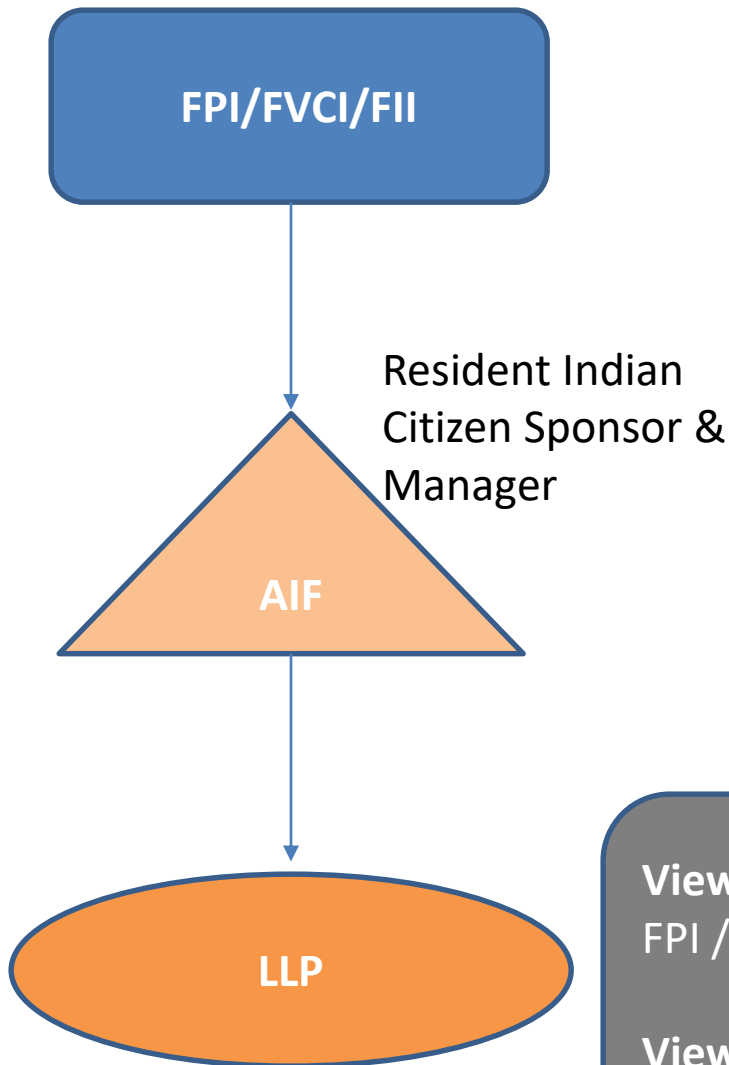 FPI/FVCI/FII
Resident Indian
Citizen Sponsor &
Manager
AIF
LLP
View
FPI /
View